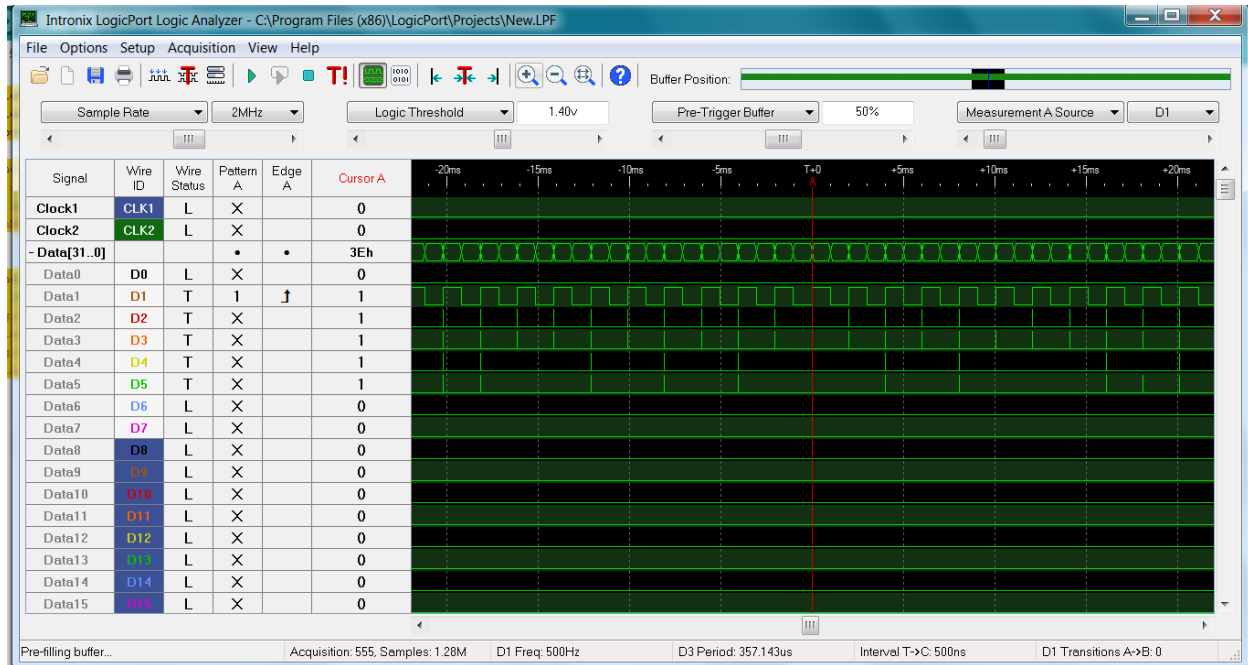 Intronix LogicPort Logic Analyzer - C:\Program Files (x86)\LogicPort\Projects\New.LPF
File Options Setup Acquisition View Help
T! 1010 0101 Buffer Position:
Sample Rate 2MHz Logic Threshold 1.40v Pre-Trigger Buffer 50% Measurement A Source D1
Signal Wire ID Wire Status Pattern A Edge A Cursor A -20ms -15ms -10ms -5ms T+0 +5ms +10ms +15ms +20ms
A
Clock1 CLK1 L X 0
Clock2 CLK2 L X 0
- Data[31..0] • • 3Eh
Data0 D0 L X 0
Data1 D1 T 1 1
Data2 D2 T X 1
Data3 D3 T X 1
Data4 D4 T X 1
Data5 D5 T X 1
Data6 D6 L X 0
Data7 D7 L X 0
Data8 D8 L X 0
Data9 D9 L X 0
Data10 D10 L X 0
Data11 D11 L X 0
Data12 D12 L X 0
Data13 D13 L X 0
Data14 D14 L X 0
Data15 D15 L X 0
Pre-filling buffer... Acquisition: 555, Samples: 1.28M D1 Freq: 500Hz D3 Period: 357.143us Interval T->C: 500ns D1 Transitions A->B: 0